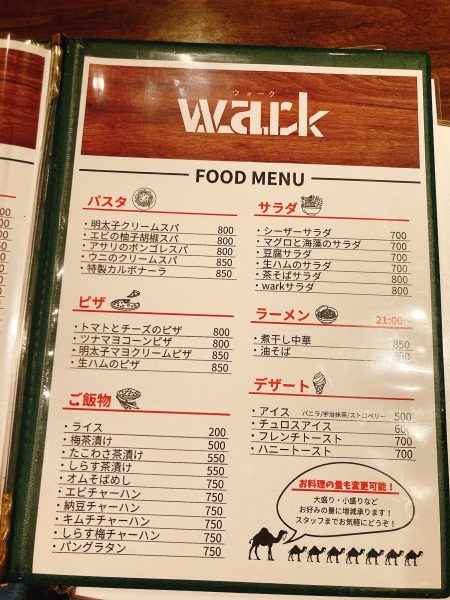 ウォーク
wark
FOOD MENU
パスタ
・明太子クリームスパ 800
・エビの柚子胡椒スパ 800
・アサリのボンゴレスパ 800
・ウニのクリームスパ 850
・特製カルボナーラ 850
ピザ
・トマトとチーズのピザ 800
・ツナマヨコーンピザ 800
・明太子マヨクリームピザ 850
・生ハムのピザ 850
ご飯物
・ライス 200
・梅茶漬け 500
・たこわさ茶漬け 550
・しらす茶漬け 550
・オムそばめし 750
・エビチャーハン 750
・納豆チャーハン 750
・キムチチャーハン 750
・しらす梅チャーハン 750
・パングラタン 750
サラダ
・シーザーサラダ 700
・マグロと海藻のサラダ 700
・豆腐サラダ 700
・生ハムのサラダ 700
・茶そばサラダ 800
・warkサラダ 800
ラーメン 21:00〜
・煮干し中華 850
・油そば 850
デザート
・アイス バニラ/宇治抹茶/ストロベリー 500
・チュロスアイス 600
・フレンチトースト 700
・ハニートースト 700
お料理の量も変更可能!
大盛り・小盛りなど
お好みの量に増減承ります!
スタッフまでお気軽にどうぞ!